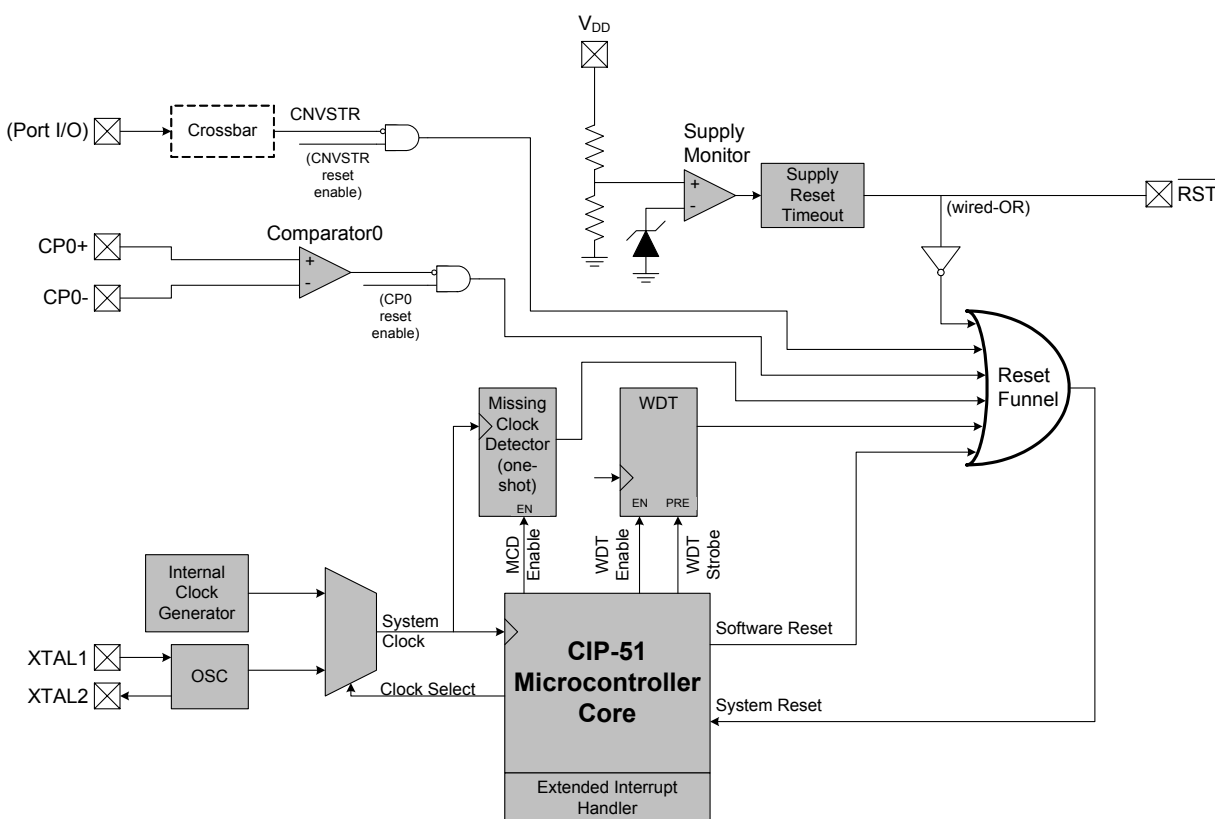 VDD
(Port I/O)
Crossbar
CNVSTR
(CNVSTR
reset
enable)
Supply
Monitor
+
-
Supply
Reset
Timeout
(wired-OR)
RST
CP0+
CP0-
Comparator0
+
-
(CP0
reset
enable)
Reset
Funnel
Missing
Clock
Detector
(one-
shot)
EN
WDT
EN
PRE
MCD
Enable
WDT
Enable
WDT
Strobe
Internal
Clock
Generator
System
Clock
XTAL1
XTAL2
OSC
Clock Select
CIP-51
Microcontroller
Core
Software Reset
System Reset
Extended Interrupt
Handler